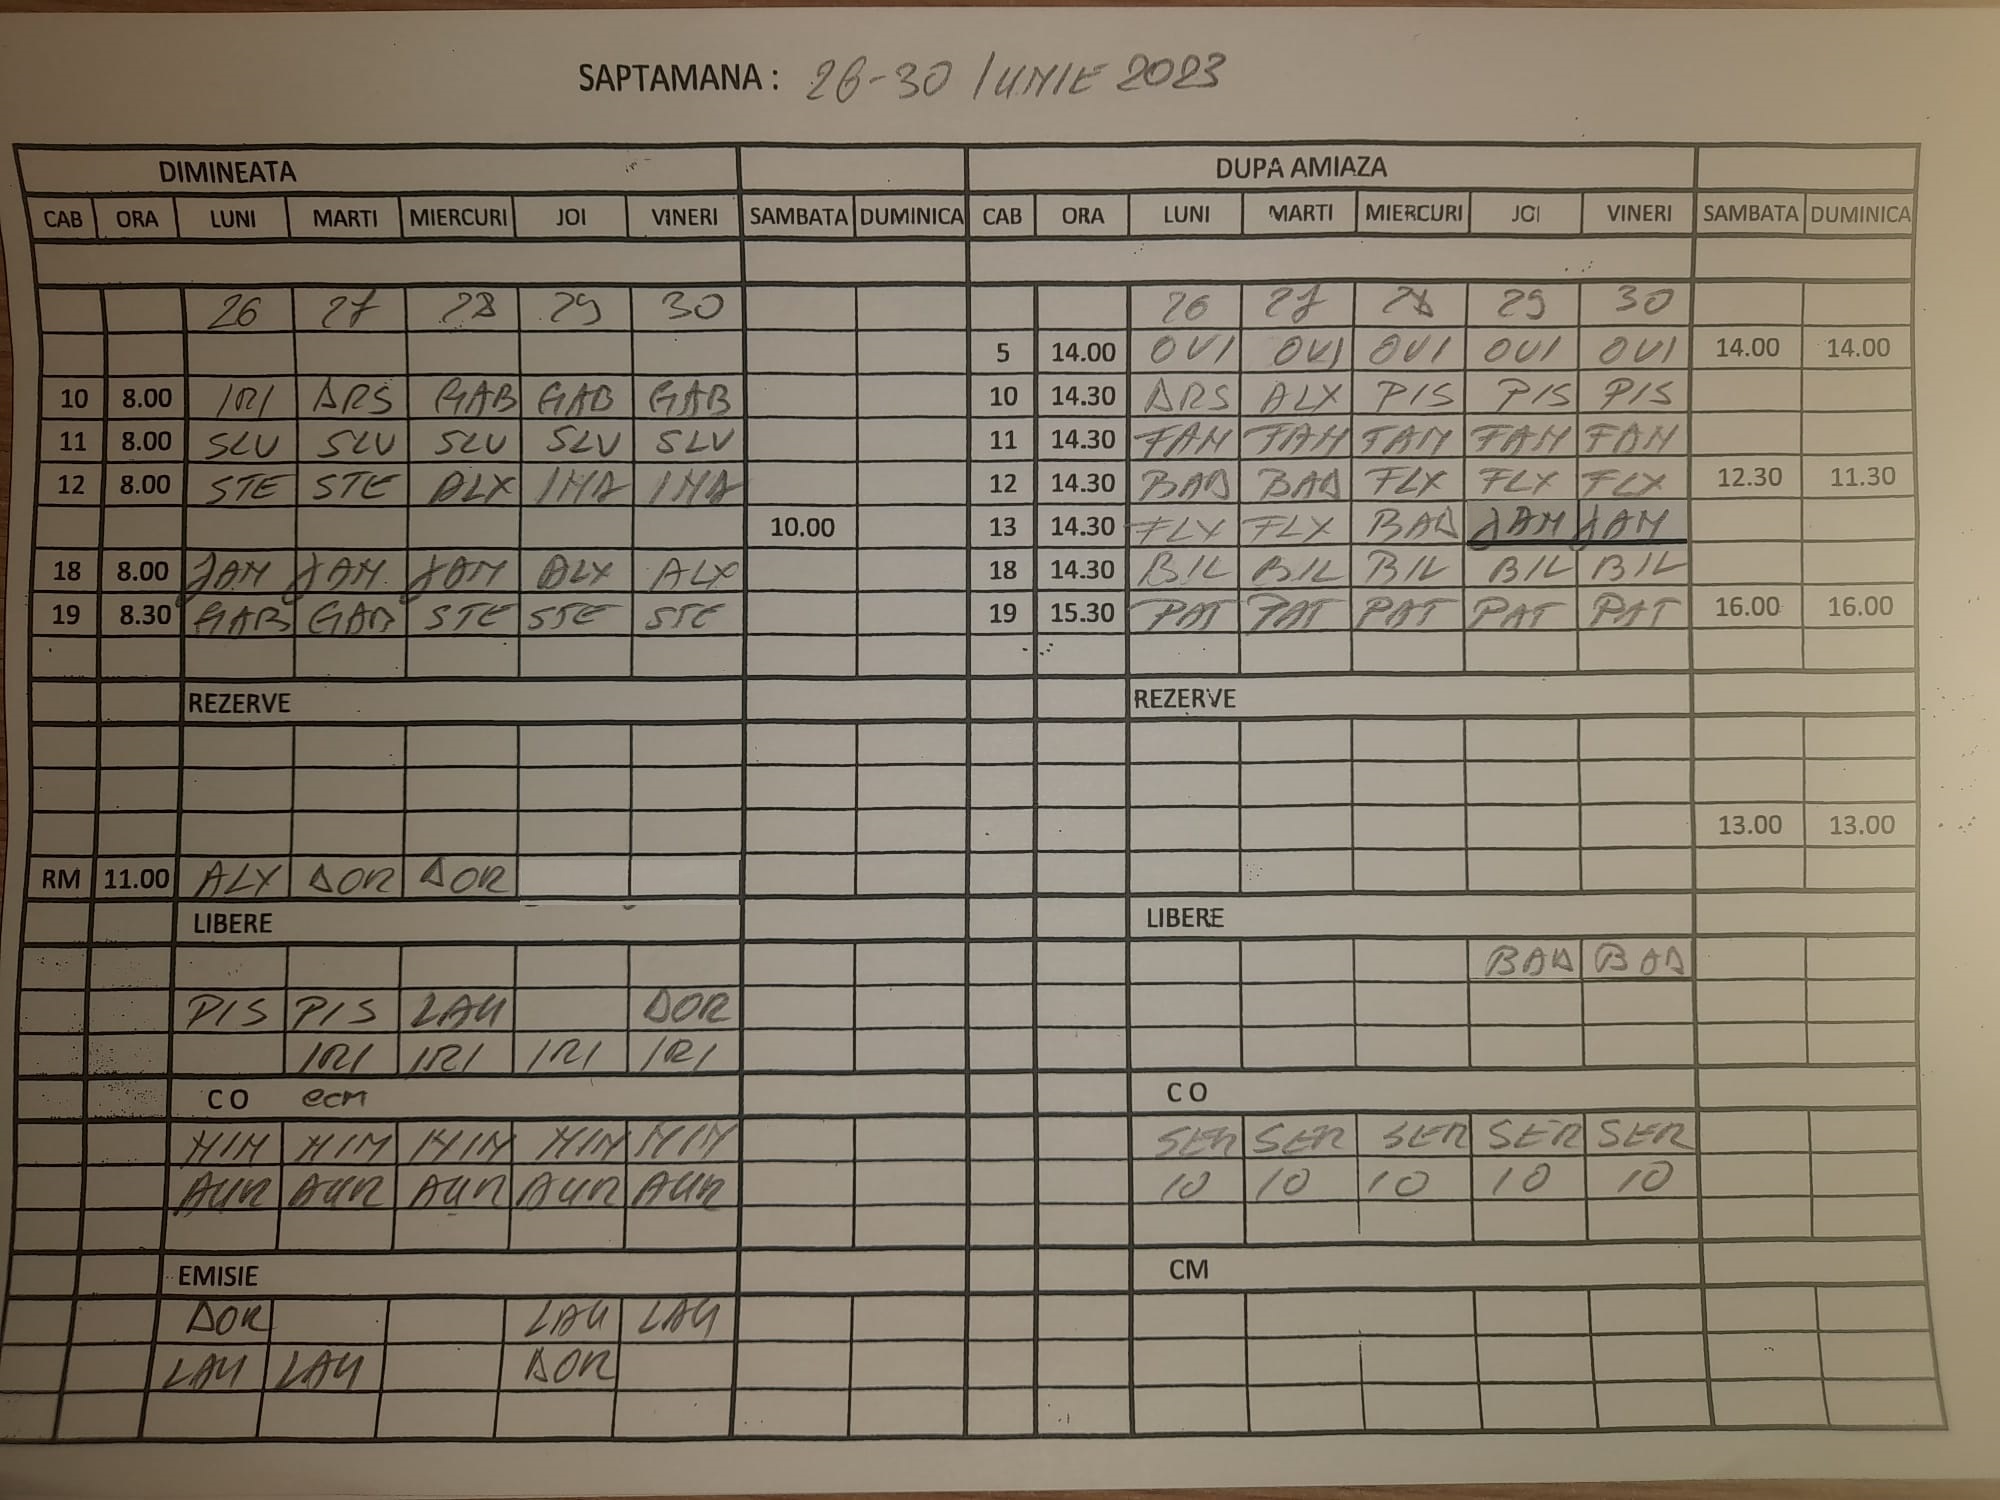 SAPTAMANA : 26-30 IUNIE 2023
DIMINEATA DUPA AMIAZA
CAB ORA LUNI MARTI MIERCURI JOI VINERI SAMBATA DUMINICA CAB ORA LUNI MARTI MIERCURI JOI VINERI SAMBATA DUMINICA
26 27 28 29 30 26 27 28 29 30
5 14.00 OVI OVI OVI OVI OVI 14.00 14.00
10 8.00 IRI ARS GAB GAB GAB 10 14.30 ARS ALX PIS PIS PIS
11 8.00 SLV SLV SLV SLV SLV 11 14.30 FAN FAN FAN FAN FAN
12 8.00 STE STE ALX INA INA 12 14.30 BAD BAD FLX FLX FLX 12.30 11.30
10.00 13 14.30 FLX FLX BAD JAN JAN
18 8.00 JAN JAN JAN ALX ALX 18 14.30 BIL BIL BIL BIL BIL
19 8.30 GAB GAB STE STE STE 19 15.30 PAT PAT PAT PAT PAT 16.00 16.00
REZERVE REZERVE
13.00 13.00
RM 11.00 ALX DOR DOR
LIBERE LIBERE
BAD BAD
PIS PIS LAU DOR
IRI IRI IRI IRI
C O ecm C O
SER SER SER SER SER
AUR AUR AUR AUR AUR 10 10 10 10 10
EMISIE CM
DOR LAU LAU
LAU LAU DOR